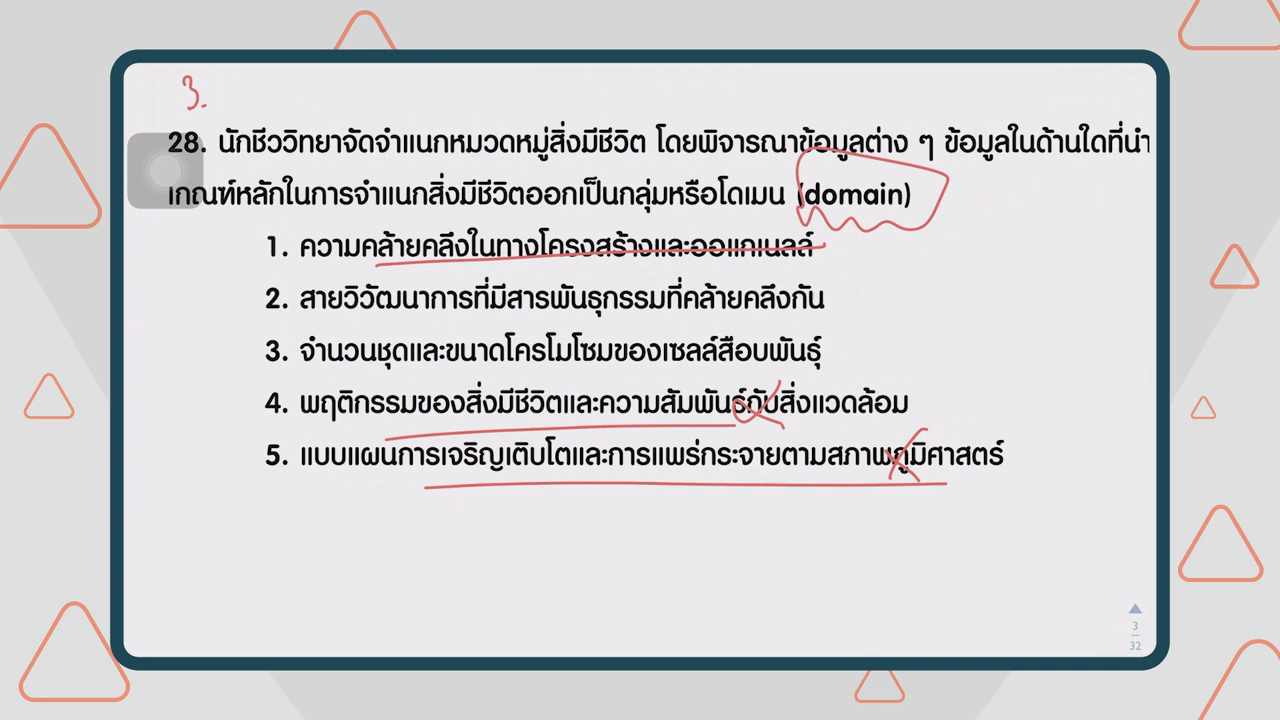 3.
28. นักชีววิทยาจัดจำแนกหมวดหมู่สิ่งมีชีวิต โดยพิจารณาข้อมูลต่าง ๆ ข้อมูลในด้านใดที่นำ
เกณฑ์หลักในการจำแนกสิ่งมีชีวิตออกเป็นกลุ่มหรือโดเมน (domain)
1. ความคล้ายคลึงในทางโครงสร้างและออแกเนลล์
2. สายวิวัฒนาการที่มีสารพันธุกรรมที่คล้ายคลึงกัน
3. จำนวนชุดและขนาดโครโมโซมของเซลล์สืบพันธุ์
4. พฤติกรรมของสิ่งมีชีวิตและความสัมพันธ์กับสิ่งแวดล้อม
5. แบบแผนการเจริญเติบโตและการแพร่กระจายตามสภาพภูมิศาสตร์
3
32